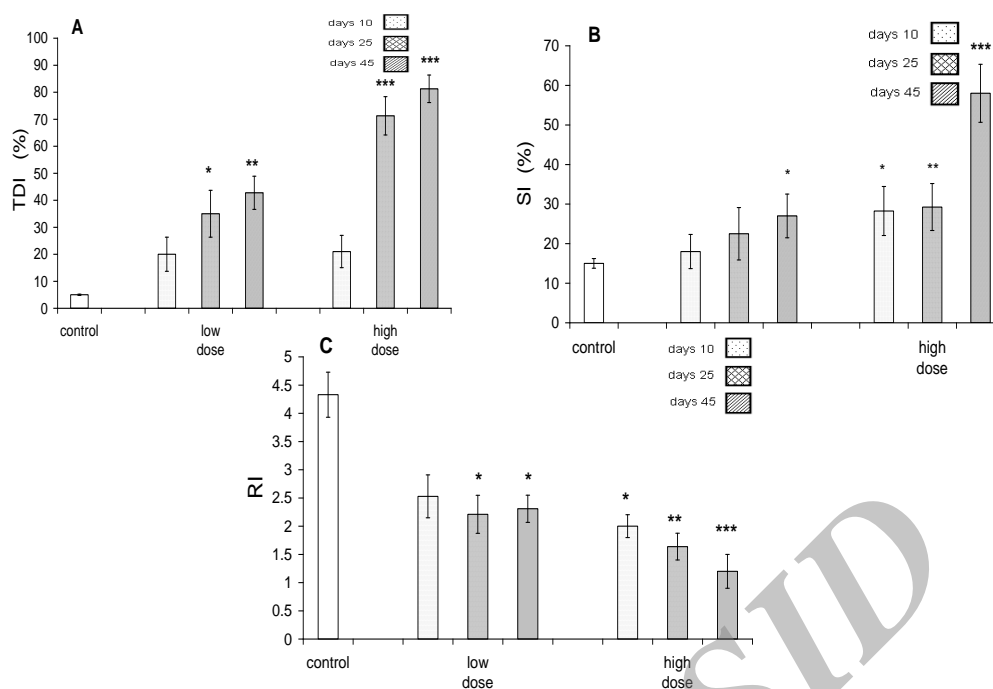 A
days 10
days 25
days 45
TDI (%)
100
90
80
70
60
50
40
30
20
10
0
*
**
***
***
control
low
dose
high
dose
B
days 10
days 25
days 45
SI (%)
70
60
50
40
30
20
10
0
*
*
**
***
control
high
dose
C
days 10
days 25
days 45
RI
5
4.5
4
3.5
3
2.5
2
1.5
1
0.5
0
*
*
*
**
***
control
low
dose
high
dose
SID